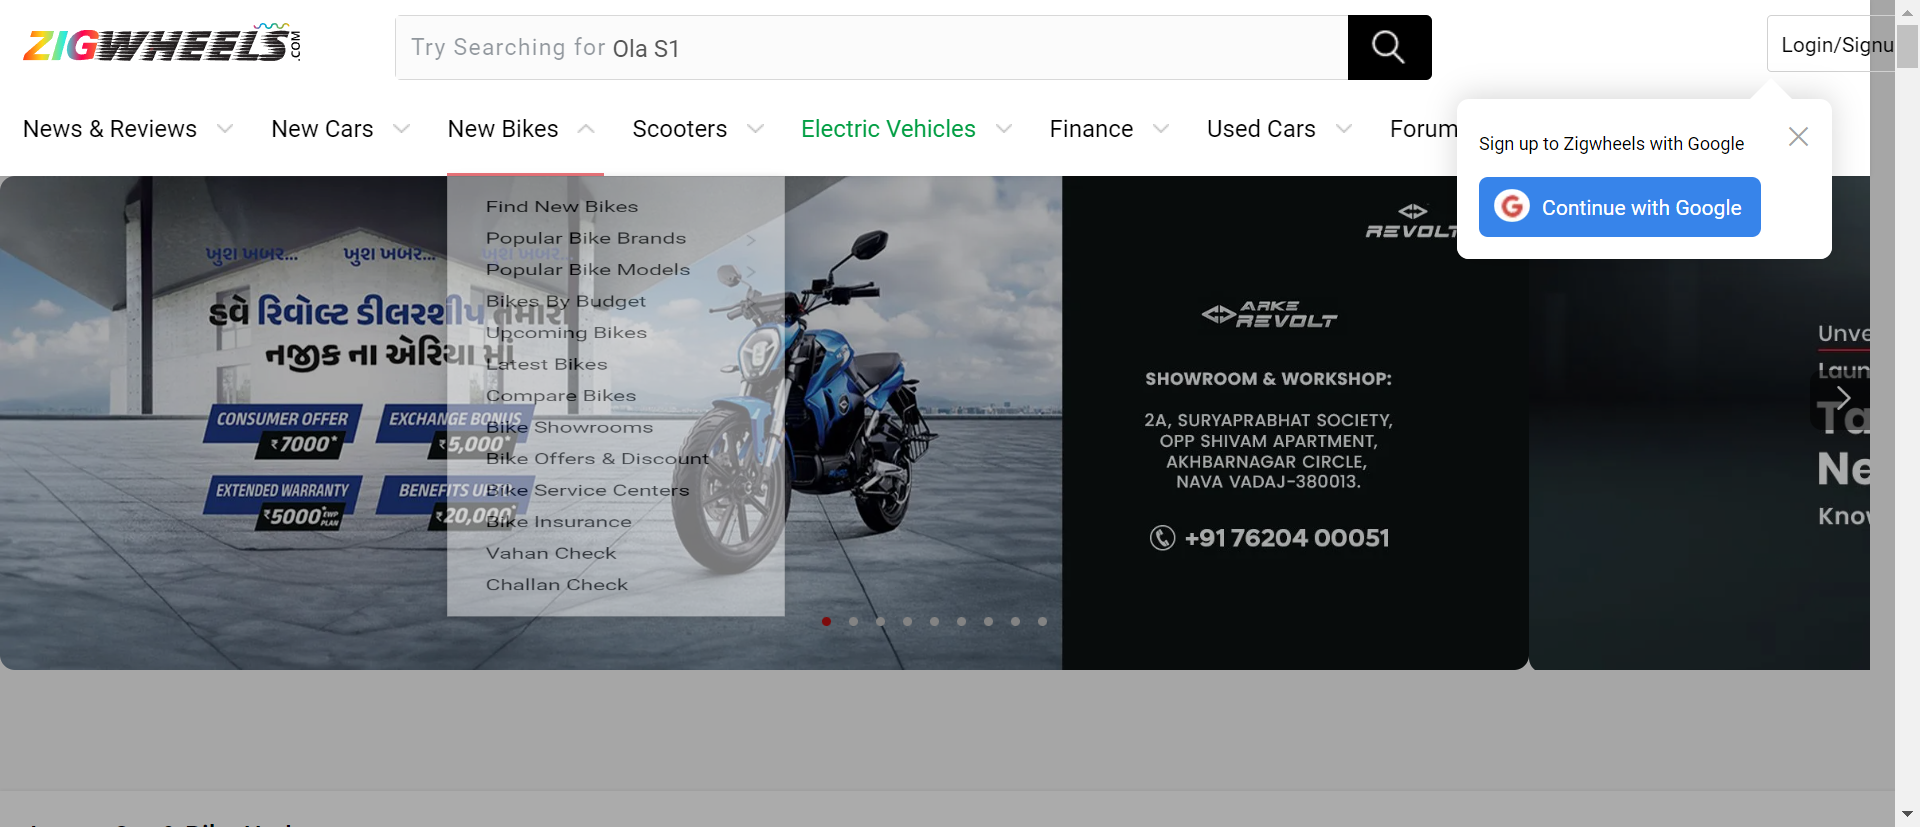 ZIGWHEELS.COM
Try Searching for Ola S1
Login/Signu
News & Reviews
New Cars
New Bikes
Scooters
Electric Vehicles
Finance
Used Cars
Forum
Sign up to Zigwheels with Google
Continue with Google
Find New Bikes
Popular Bike Brands
Popular Bike Models
Bikes By Budget
Upcoming Bikes
Latest Bikes
Compare Bikes
Bike Showrooms
Bike Offers & Discount
Bike Service Centers
Bike Insurance
Vahan Check
Challan Check
ખુશ ખબર... ખુશ ખબર... ખુશ ખબર...
હવે રિવોલ્ટ ડીલરશીપ તમારા
નજીક ના એરિયા માં
CONSUMER OFFER
₹7000*
EXCHANGE BONUS
₹5,000*
EXTENDED WARRANTY
₹5000* EWP PLAN
BENEFITS UPTO
₹20,000*
REVOLT
ARKE
REVOLT
SHOWROOM & WORKSHOP:
2A, SURYAPRABHAT SOCIETY,
OPP SHIVAM APARTMENT,
AKHBARNAGAR CIRCLE,
NAVA VADAJ-380013.
+91 76204 00051
Unve
Laun
Ta
Ne
Know